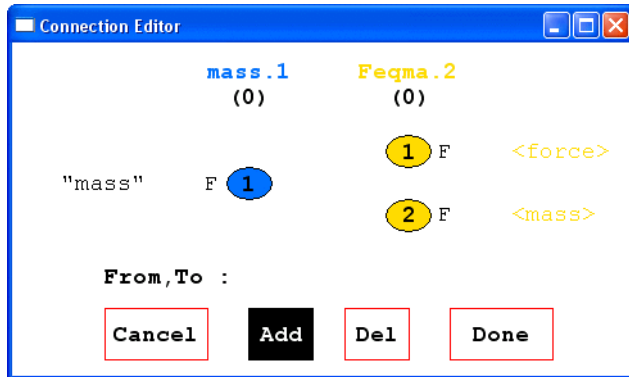 Connection Editor
mass.1 Feqma.2
(0) (0)
1 F <force>
"mass" F 1
2 F <mass>
From,To :
Cancel Add Del Done